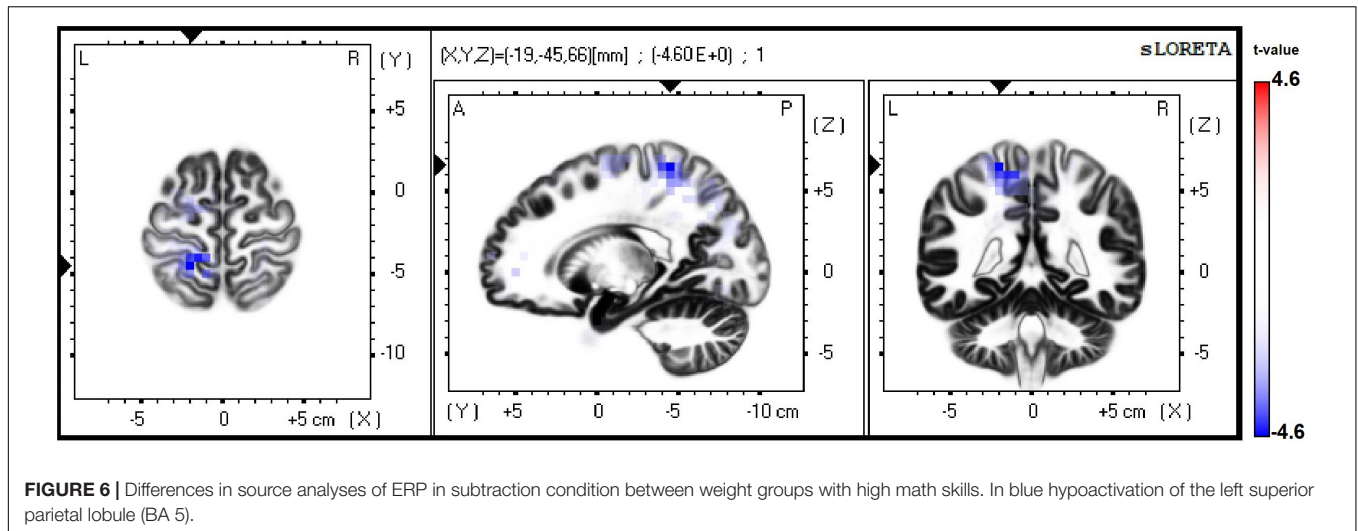 (X,Y,Z)=(-19,-45,66)[mm] ; (-4.60E+0) ; 1
sLORETA
t-value
L R (Y)
+5
0
-5
-10
-5 0 +5 cm (X)
A P (Z)
+5
0
-5
(Y) +5 0 -5 -10 cm
L R (Z)
+5
0
-5
-5 0 +5 cm (X)
4.6
-4.6
FIGURE 6 | Differences in source analyses of ERP in subtraction condition between weight groups with high math skills. In blue hypoactivation of the left superior
parietal lobule (BA 5).